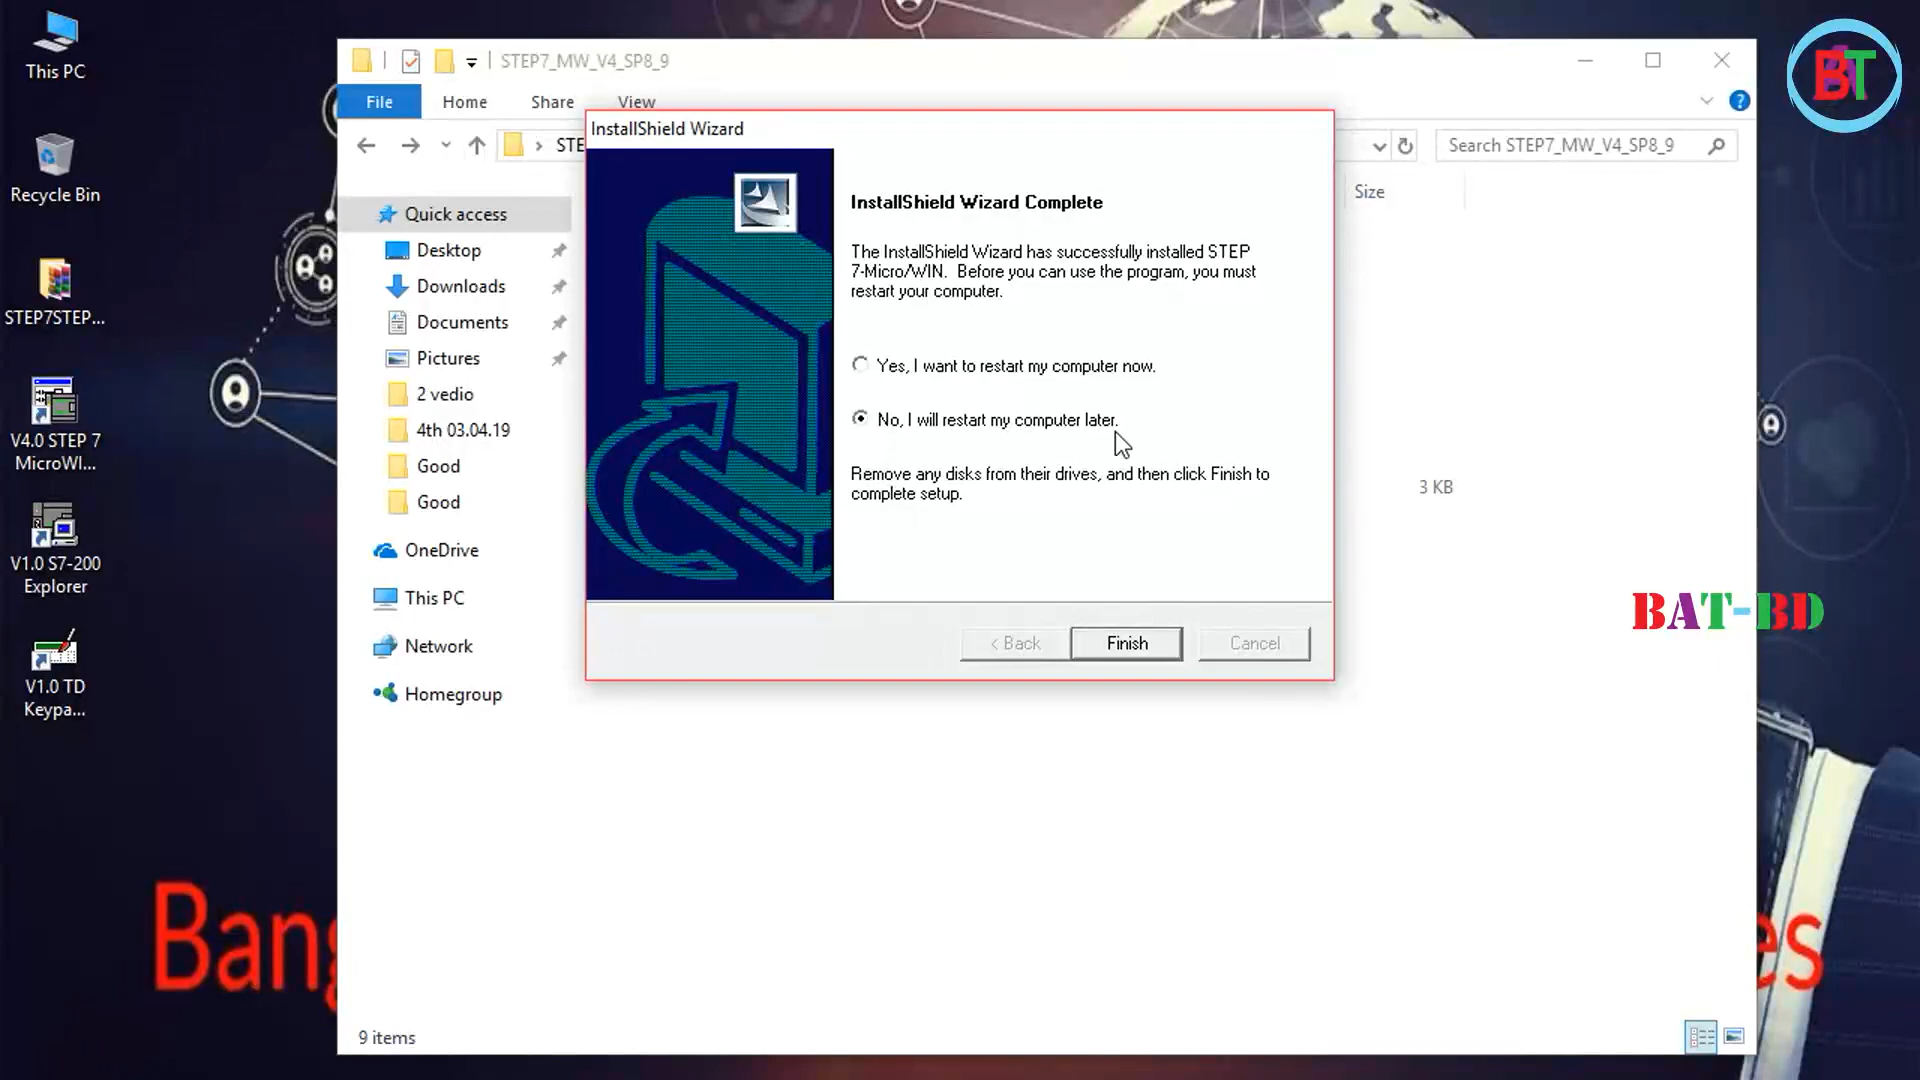 This PC
Recycle Bin
STEP7STEP...
V4.0 STEP 7
MicroWI...
V1.0 S7-200
Explorer
V1.0 TD
Keypa...
STEP7_MW_V4_SP8_9
File
Home
Share
View
STE
Search STEP7_MW_V4_SP8_9
Size
Quick access
Desktop
Downloads
Documents
Pictures
2 vedio
4th 03.04.19
Good
Good
OneDrive
This PC
Network
Homegroup
InstallShield Wizard
InstallShield Wizard Complete
The InstallShield Wizard has successfully installed STEP
7-Micro/WIN. Before you can use the program, you must
restart your computer.
Yes, I want to restart my computer now.
No, I will restart my computer later.
Remove any disks from their drives, and then click Finish to
complete setup.
< Back
Finish
Cancel
3 KB
9 items
BT
BAT-BD
Bang
es